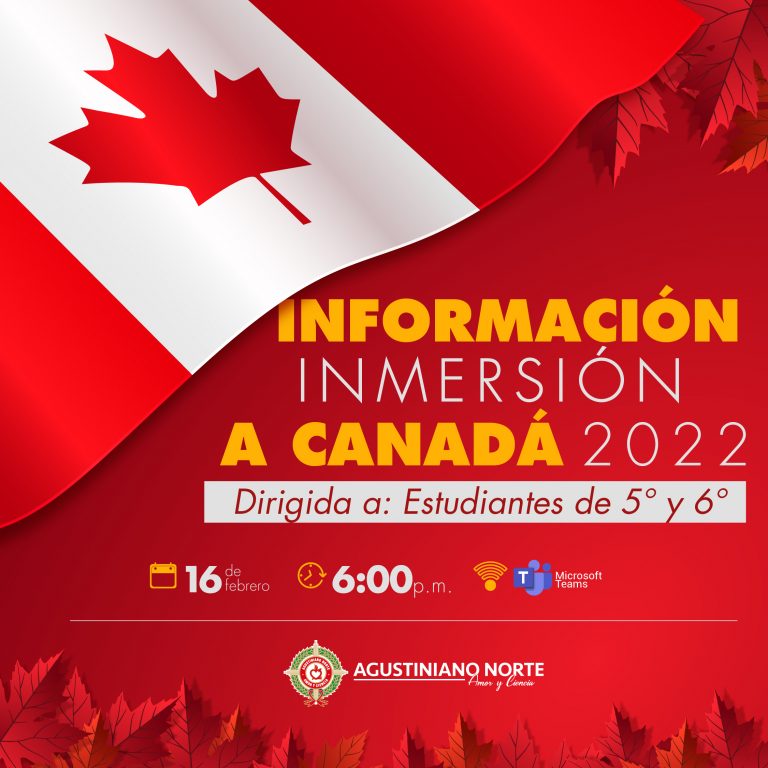 INFORMACIÓN
INMERSIÓN
A CANADÁ 2022
Dirigida a: Estudiantes de 5° y 6°
16 de febrero
6:00 p.m.
T Microsoft Teams
AGUSTINIANO NORTE
Amor y Ciencia